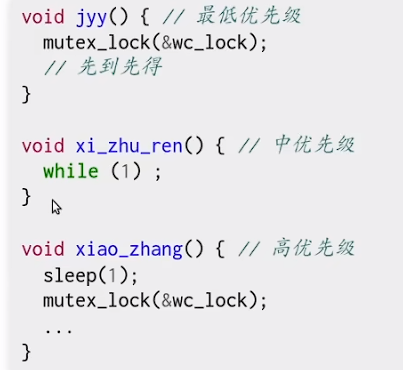 void jyy() { // 最低优先级
mutex_lock(&wc_lock);
// 先到先得
}
void xi_zhu_ren() { // 中优先级
while (1) ;
}
void xiao_zhang() { // 高优先级
sleep(1);
mutex_lock(&wc_lock);
...
}